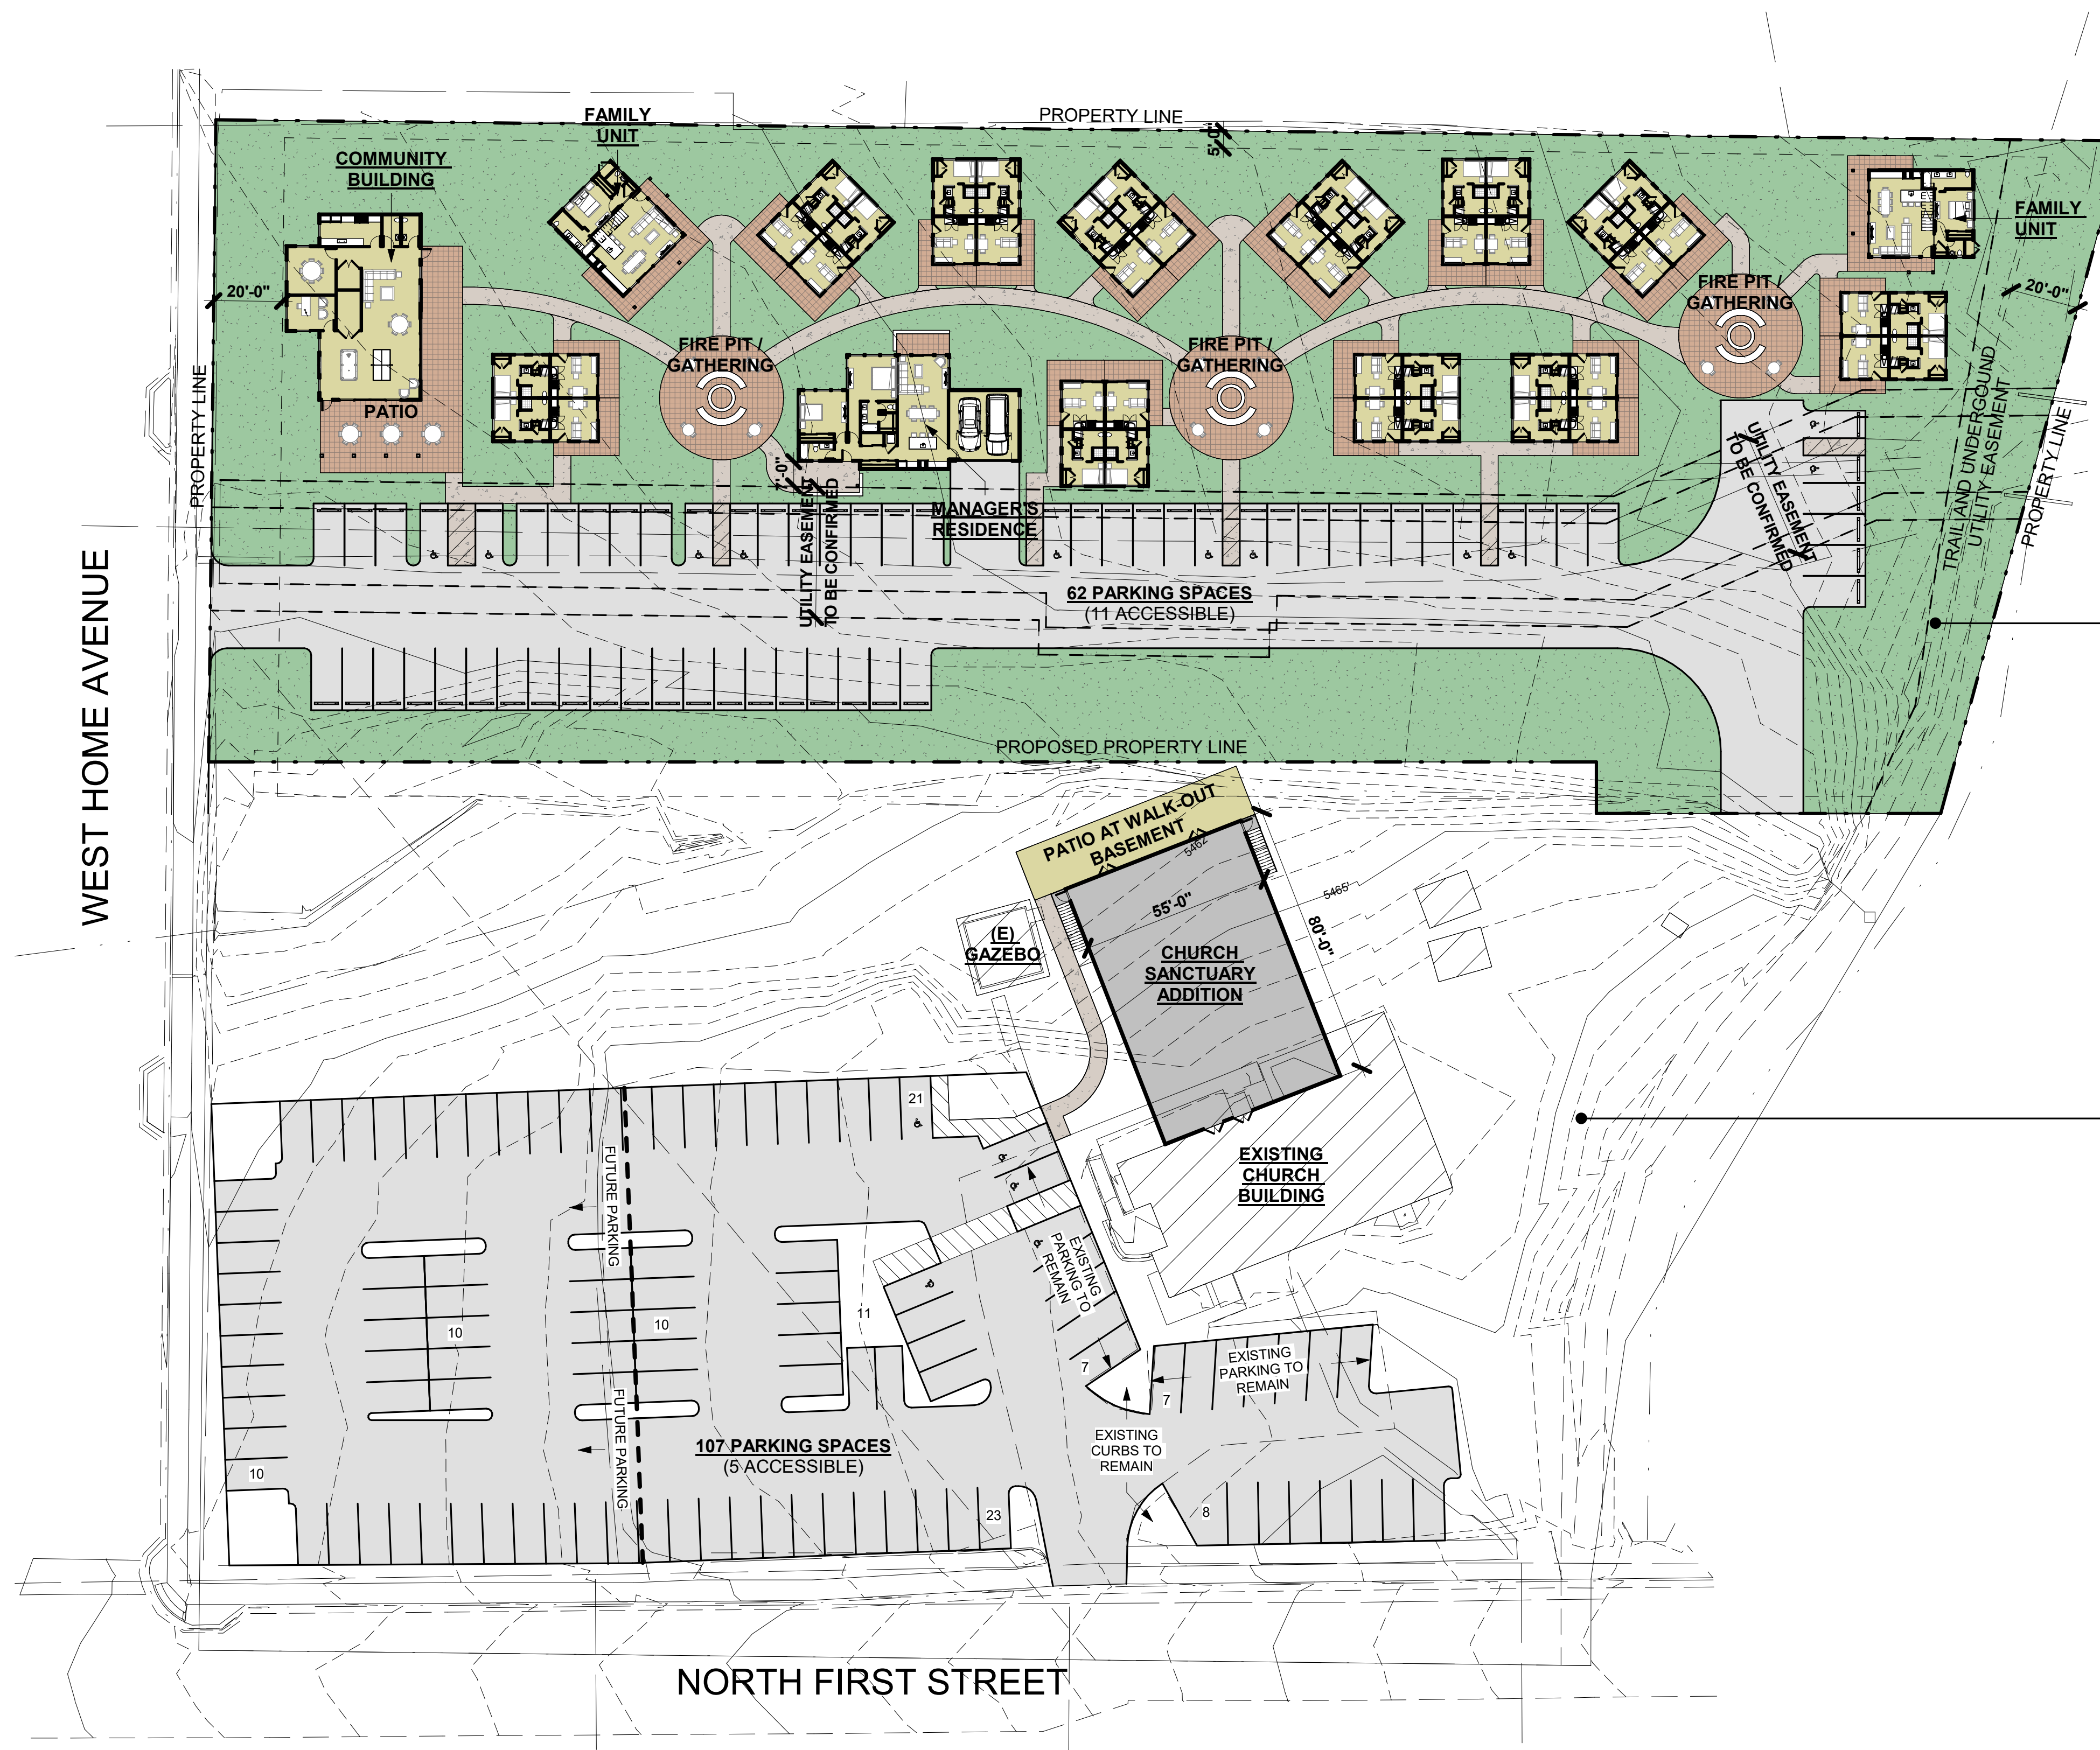 PROPERTY LINE
FAMILY
UNIT
COMMUNITY
BUILDING
5'-0"
FAMILY
UNIT
20'-0"
20'-0"
FIRE PIT /
GATHERING
FIRE PIT /
GATHERING
FIRE PIT /
GATHERING
PATIO
PROPERTY LINE
7'-0"
UTILITY EASEMENT
TO BE CONFIRMED
MANAGER'S
RESIDENCE
UTILITY EASEMENT
TO BE CONFIRMED
TRAIL AND UNDERGOUND
UTILITY EASEMENT
PROPERTY LINE
62 PARKING SPACES
(11 ACCESSIBLE)
WEST HOME AVENUE
PROPOSED PROPERTY LINE
PATIO AT WALK-OUT
BASEMENT
5462'
5465'
55'-0"
80'-0"
(E)
GAZEBO
CHURCH
SANCTUARY
ADDITION
21
FUTURE PARKING
EXISTING
CHURCH
BUILDING
EXISTING
PARKING TO
REMAIN
11
10
10
7
EXISTING
PARKING TO
REMAIN
7
FUTURE PARKING
107 PARKING SPACES
(5 ACCESSIBLE)
EXISTING
CURBS TO
REMAIN
10
23
8
NORTH FIRST STREET